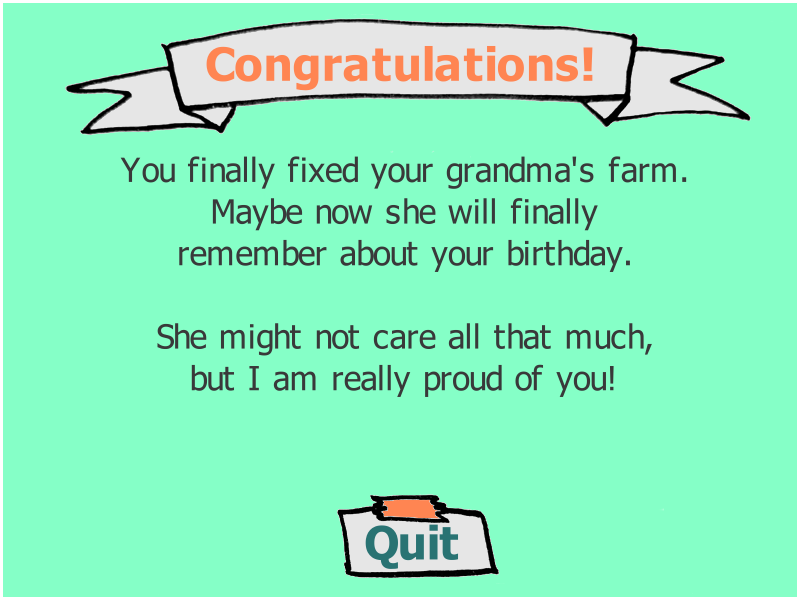 Congratulations!
You finally fixed your grandma's farm.
Maybe now she will finally
remember about your birthday.
She might not care all that much,
but I am really proud of you!
Quit